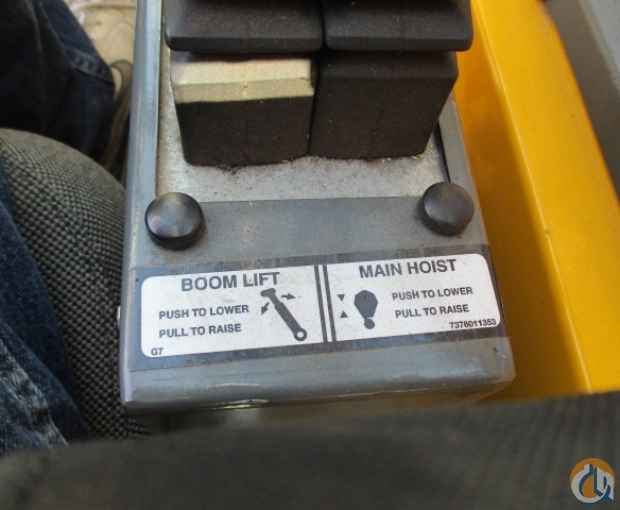 BOOM LIFT
PUSH TO LOWER
PULL TO RAISE
G7
MAIN HOIST
PUSH TO LOWER
PULL TO RAISE
7376011353